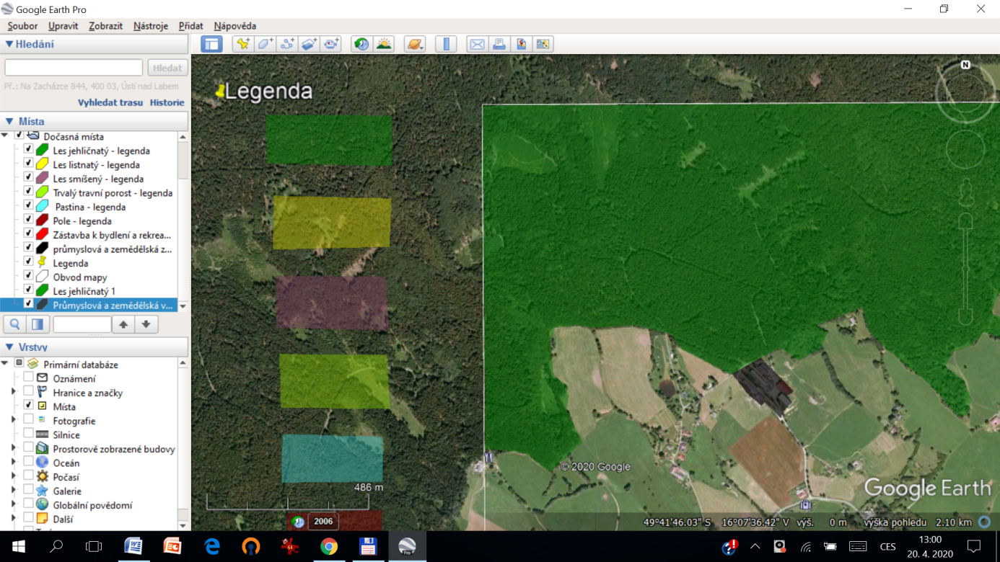 Google Earth Pro
Soubor Upravit Zobrazit Nástroje Přidat Nápověda
Hledání
Hledat
Př.: Na Zacházce 844, 400 03, Ústí nad Labem
Vyhledat trasu Historie
Místa
Dočasná místa
Les jehličnatý - legenda
Les listnatý - legenda
Les smíšený - legenda
Trvalý travní porost - legenda
Pastina - legenda
Pole - legenda
Zástavba k bydlení a rekrea...
průmyslová a zemědělská z...
Legenda
Obvod mapy
Les jehličnatý 1
Průmyslová a zemědělská v...
Vrstvy
Primární databáze
Oznámení
Hranice a značky
Místa
Fotografie
Silnice
Prostorově zobrazené budovy
Oceán
Počasí
Galerie
Globální povědomí
Další
Legenda
N
© 2020 Google
Google Earth
486 m
2006
49°41'46.03" S 16°07'36.42" V výš. 0 m výška pohledu 2.10 km
64
Pro
CES
13:00
20. 4. 2020